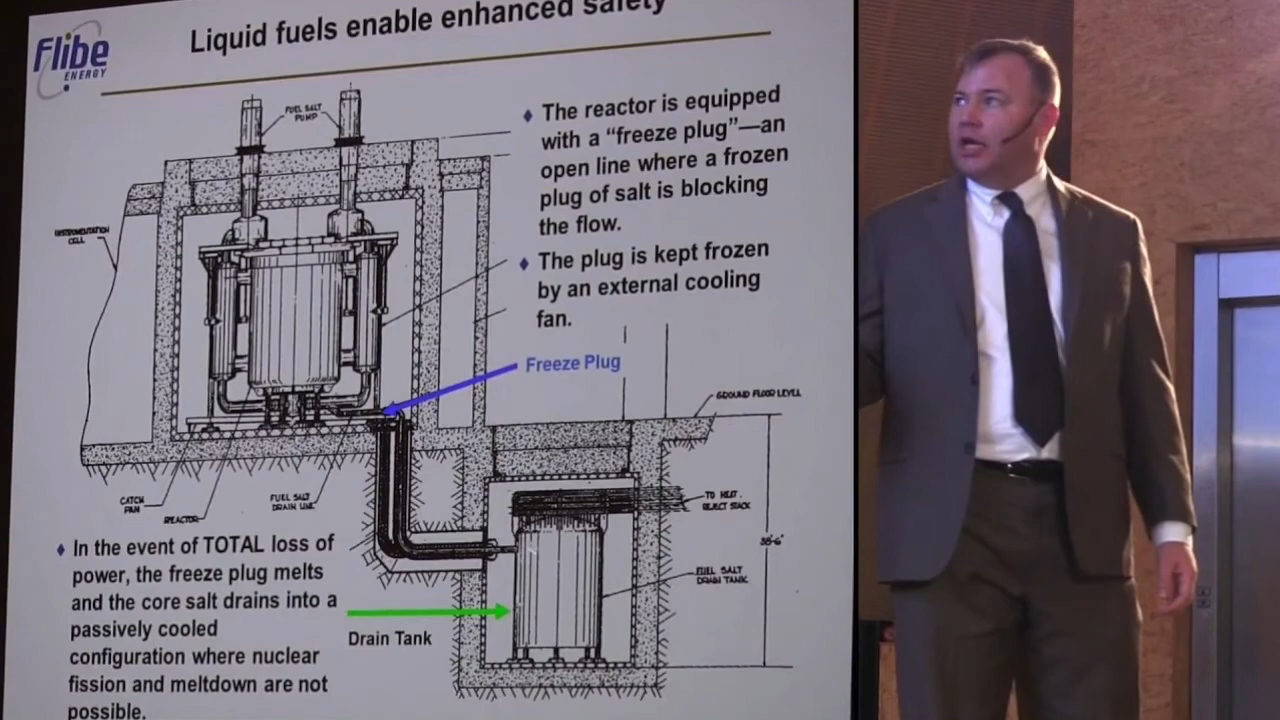 Flibe
ENERGY
Liquid fuels enable enhanced safety
FUEL SALT
PUMP
The reactor is equipped
with a “freeze plug”—an
open line where a frozen
plug of salt is blocking
the flow.
The plug is kept frozen
by an external cooling
fan.
INSTRUMENTATION
CELL
Freeze Plug
GROUND FLOOR LEVEL
CATCH
PAN
REACTOR
FUEL SALT
DRAIN LINE
TO HEAT
REJECT STACK
38'-6"
FUEL SALT
DRAIN TANK
In the event of TOTAL loss of
power, the freeze plug melts
and the core salt drains into a
passively cooled
configuration where nuclear
fission and meltdown are not
possible.
Drain Tank